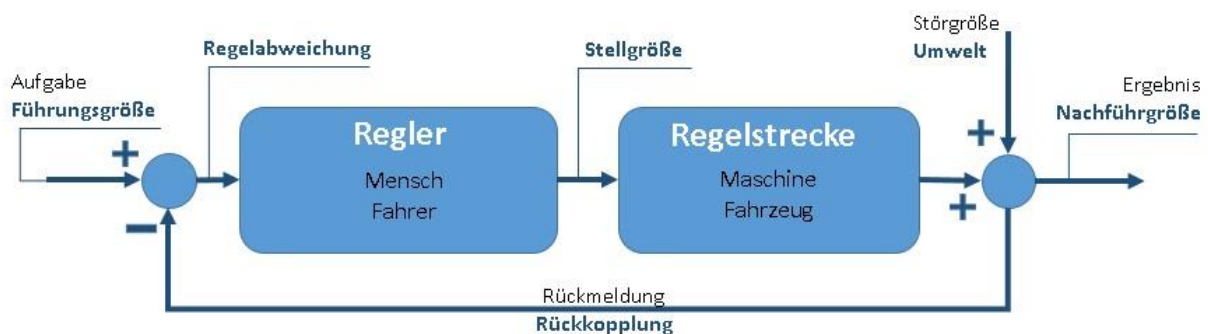 Aufgabe
Führungsgröße
+
−
Regelabweichung
Regler
Mensch
Fahrer
Stellgröße
Regelstrecke
Maschine
Fahrzeug
Störgröße
Umwelt
+
+
Ergebnis
Nachführgröße
Rückmeldung
Rückkopplung